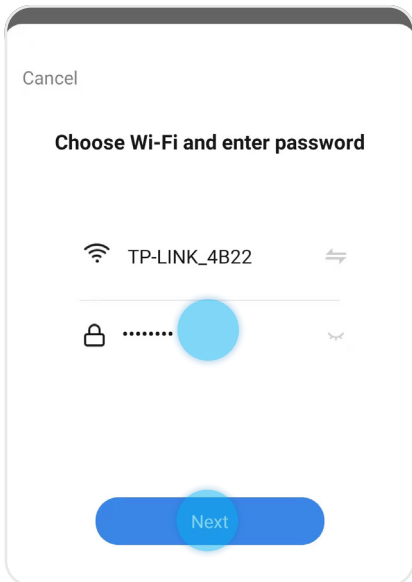 Cancel
Choose Wi-Fi and enter password
TP-LINK_4B22
••••••••
Next